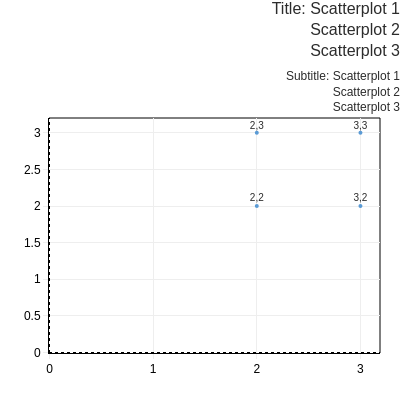 Title: Scatterplot 1
Scatterplot 2
Scatterplot 3
Subtitle: Scatterplot 1
Scatterplot 2
Scatterplot 3
3
2,3
3,3
2.5
2
2,2
3,2
1.5
1
0.5
0
0 1 2 3